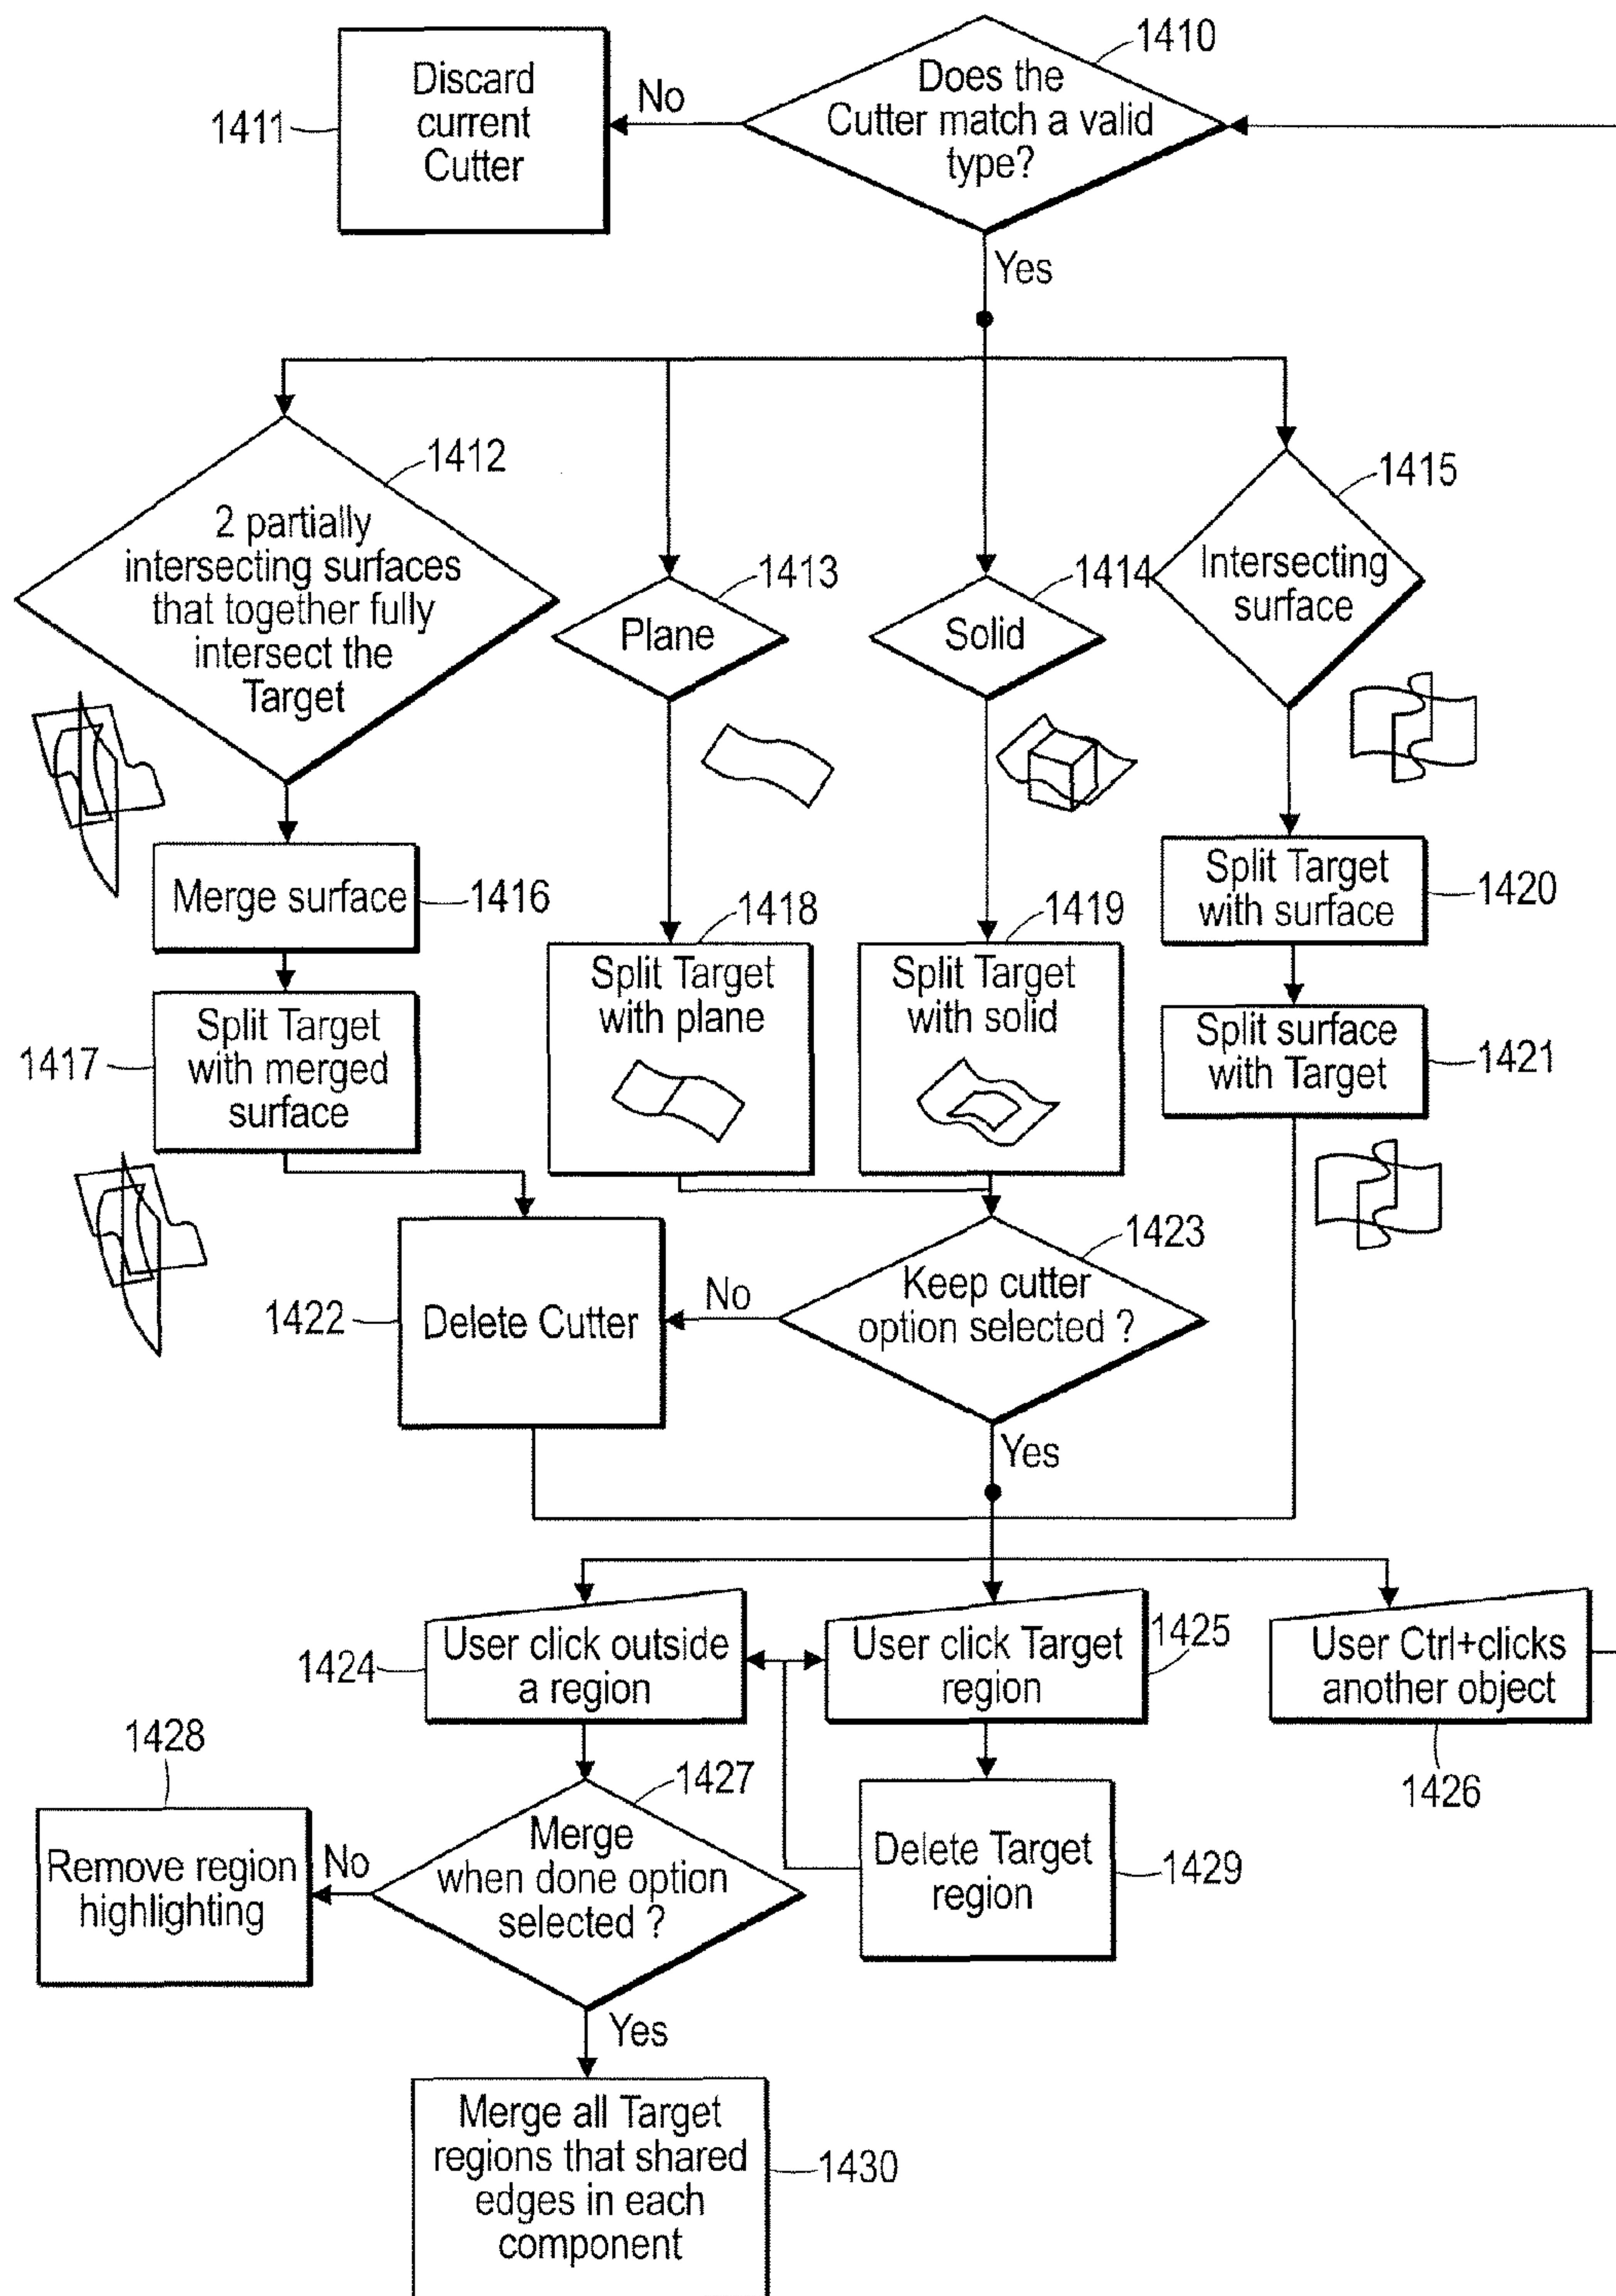 1410
Does the
Cutter match a valid
type?
No
Discard
current
Cutter
1411
Yes
1412
2 partially
intersecting surfaces
that together fully
intersect the
Target
1413
Plane
1414
Solid
1415
Intersecting
surface
Merge surface
1416
1417
Split Target
with merged
surface
1418
Split Target
with plane
1419
Split Target
with solid
Split Target
with surface
1420
Split surface
with Target
1421
1422
Delete Cutter
No
1423
Keep cutter
option selected ?
Yes
1424
User click outside
a region
User click Target
region
1425
User Ctrl+clicks
another object
1426
1428
Remove region
highlighting
No
1427
Merge
when done option
selected ?
Delete Target
region
1429
Yes
Merge all Target
regions that shared
edges in each
component
1430